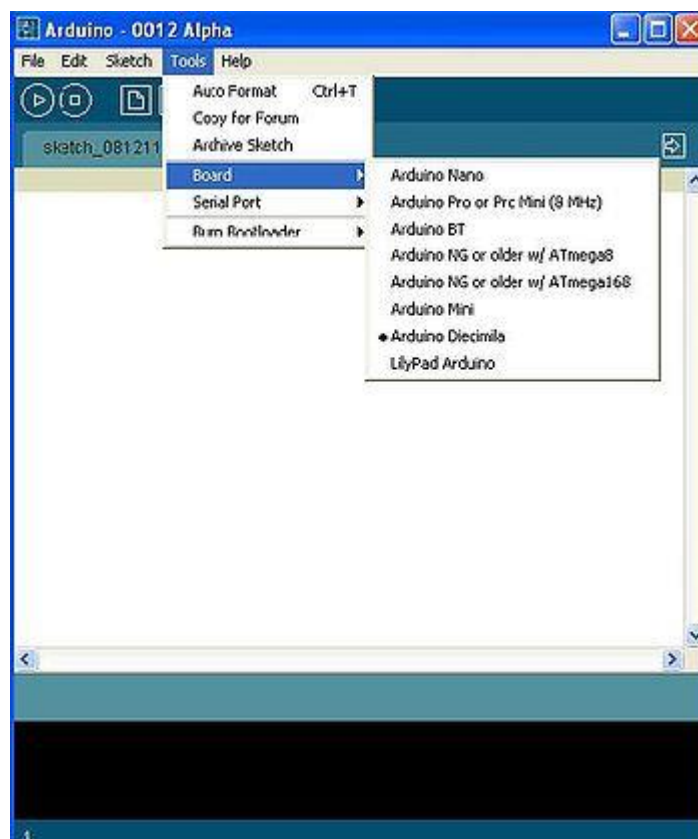 Arduino - 0012 Alpha
File Edit Sketch Tools Help
Auto Format Ctrl+T
Copy for Forum
sketch_081211
Archive Sketch
Board
Serial Port
Burn Bootloader
Arduino Nano
Arduino Pro or Pro Mini (8 MHz)
Arduino BT
Arduino NG or older w/ ATmega8
Arduino NG or older w/ ATmega168
Arduino Mini
Arduino Diecimila
LilyPad Arduino
1